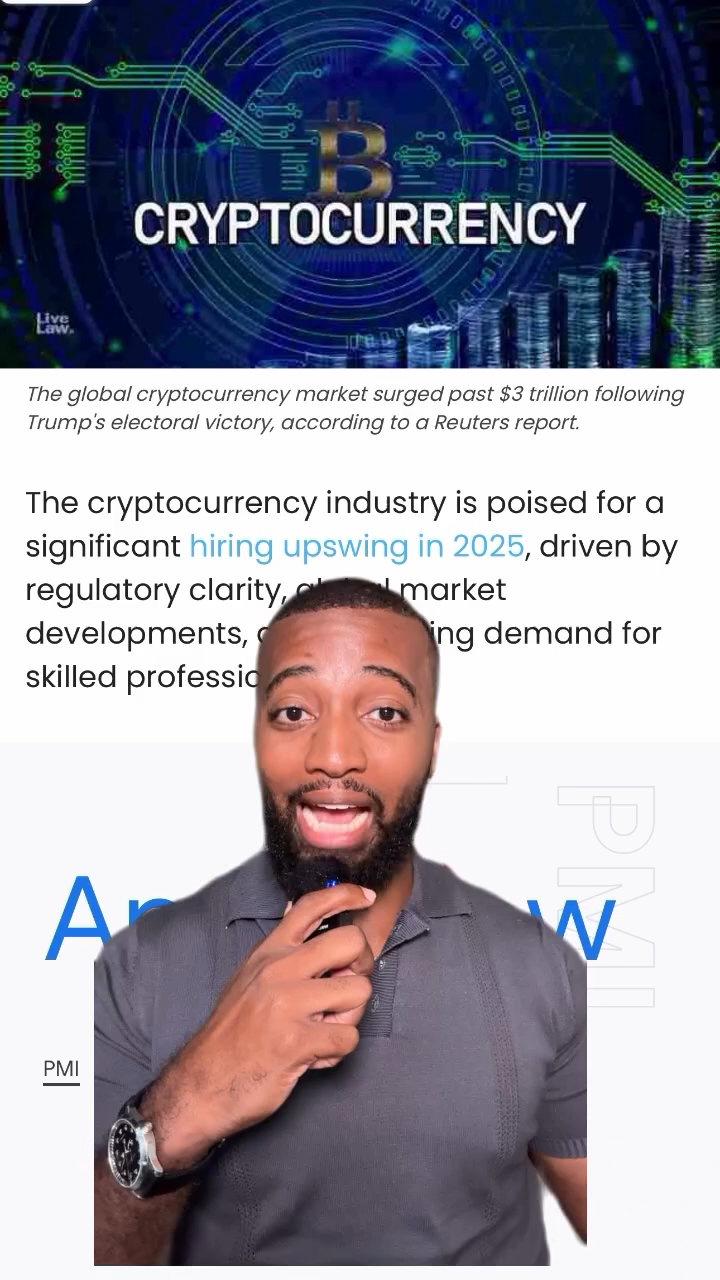 CRYPTOCURRENCY
Live
Law.
The global cryptocurrency market surged past $3 trillion following
Trump's electoral victory, according to a Reuters report.
The cryptocurrency industry is poised for a
significant hiring upswing in 2025, driven by
regulatory clarity, market
developments, demand for
skilled
PMI
PMI